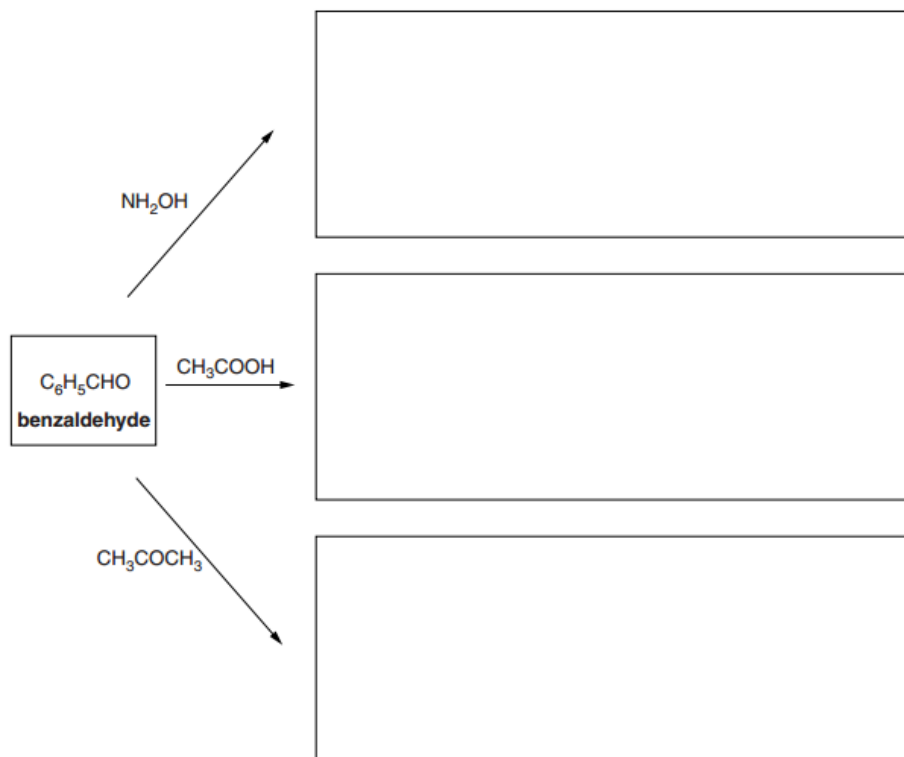 NH₂OH
C₆H₅CHO
benzaldehyde
CH₃COOH
CH₃COCH₃